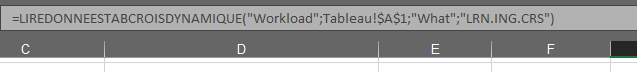 =LIREDONNEESTABCROISDYNAMIQUE("Workload";Tableau!$A$1;"What";"LRN.ING.CRS")
C D E F